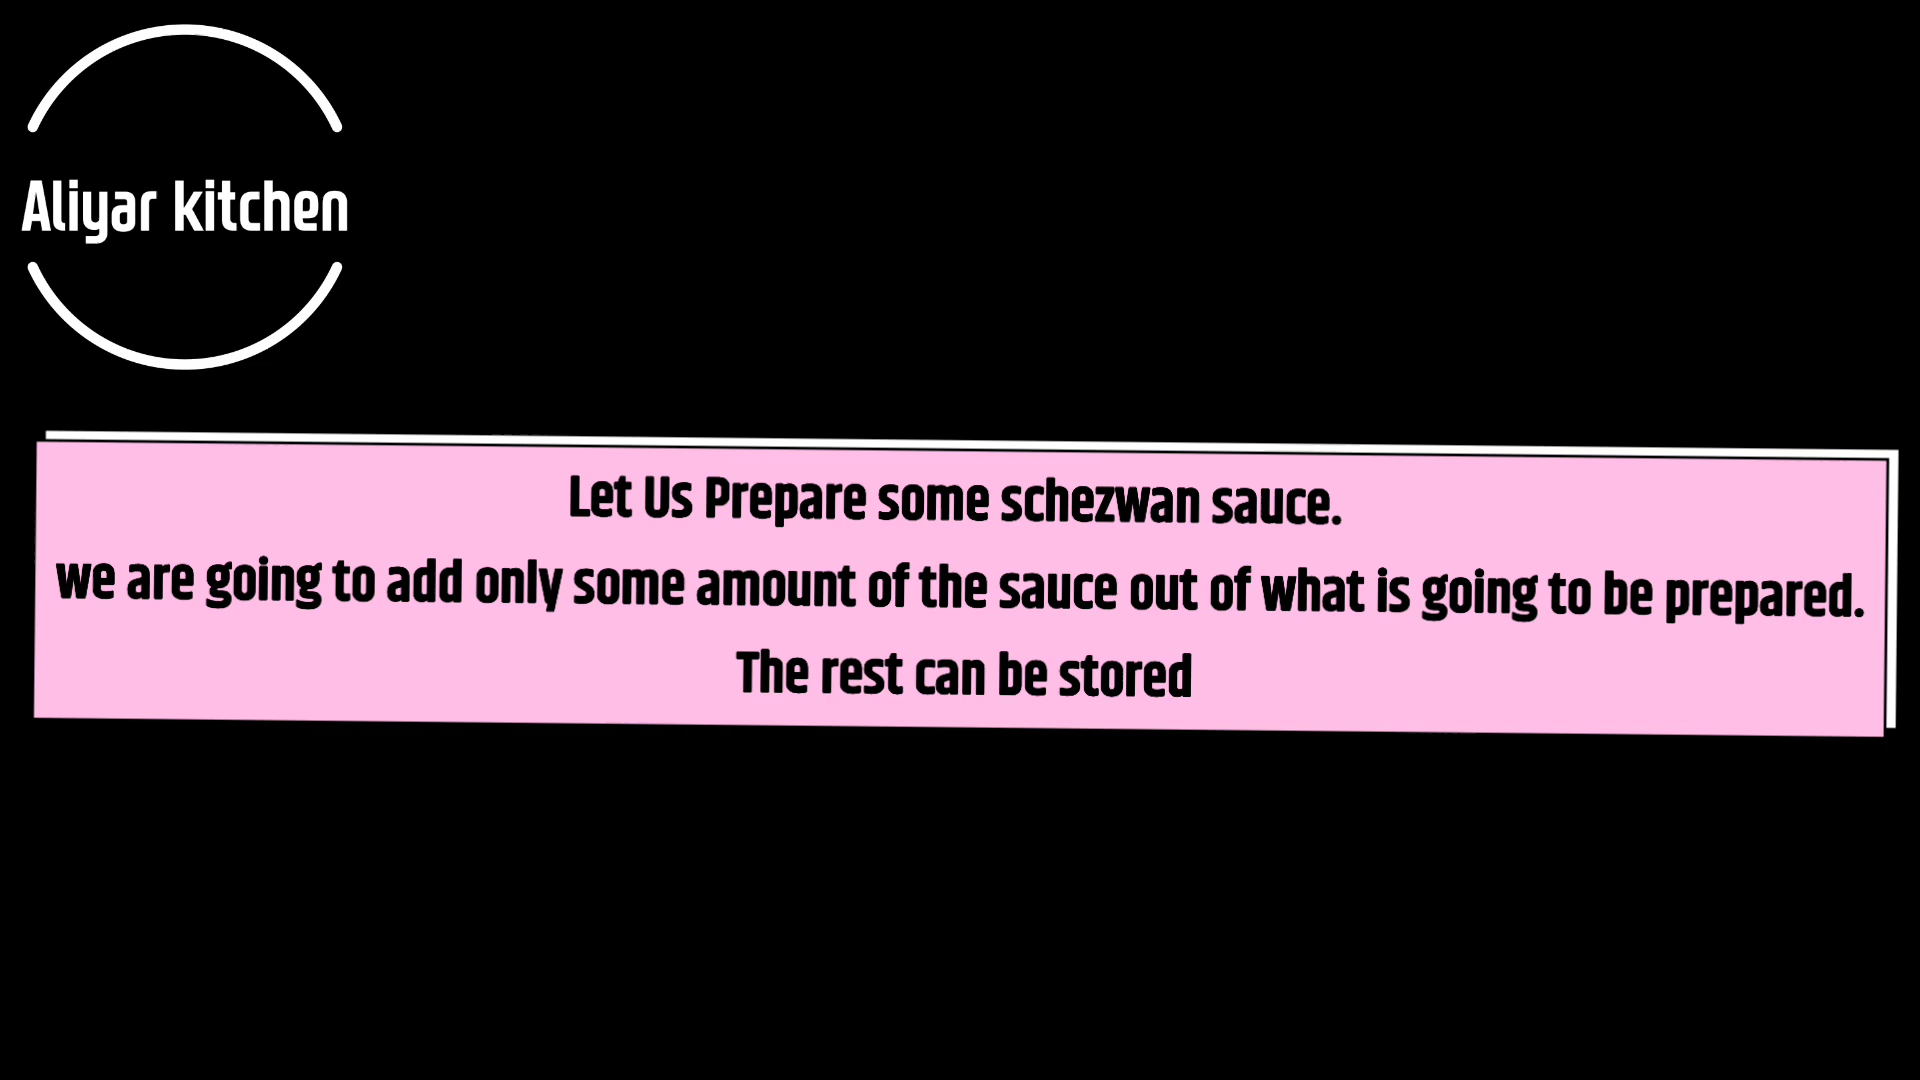 Aliyar kitchen
Let Us Prepare some schezwan sauce.
we are going to add only some amount of the sauce out of what is going to be prepared.
The rest can be stored